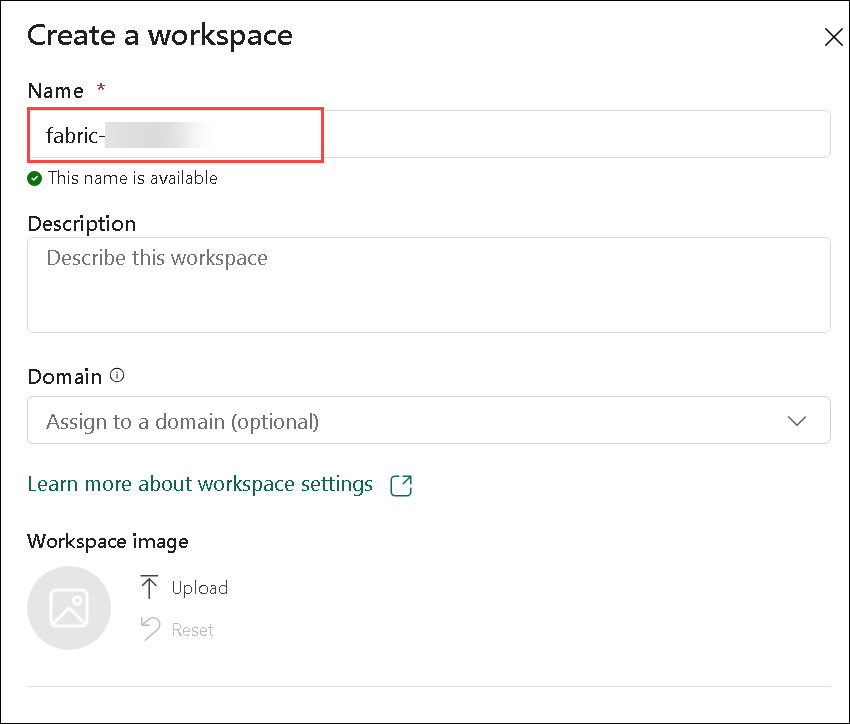 Create a workspace
Name *
fabric-
This name is available
Description
Describe this workspace
Domain
Assign to a domain (optional)
Learn more about workspace settings
Workspace image
Upload
Reset